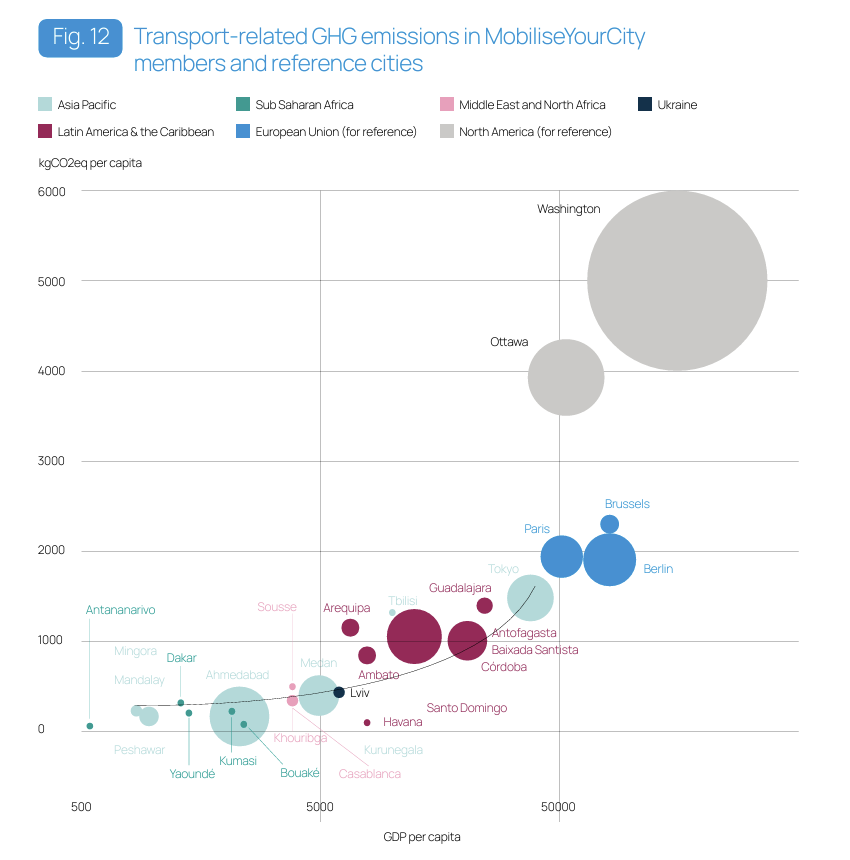 Fig. 12
Transport-related GHG emissions in MobiliseYourCity
members and reference cities
Asia Pacific
Sub Saharan Africa
Middle East and North Africa
Ukraine
Latin America & the Caribbean
European Union (for reference)
North America (for reference)
kgCO2eq per capita
6000
Washington
5000
Ottawa
4000
3000
Brussels
Paris
2000
Berlin
Tokyo
Guadalajara
Tbilisi
Sousse
Arequipa
Antananarivo
Antofagasta
1000
Mingora
Baixada Santista
Dakar
Medan
Córdoba
Ahmedabad
Ambato
Mandalay
Lviv
Santo Domingo
Havana
0
Khouribga
Peshawar
Kurunegala
Kumasi
Yaoundé
Bouaké
Casablanca
500
5000
50000
GDP per capita